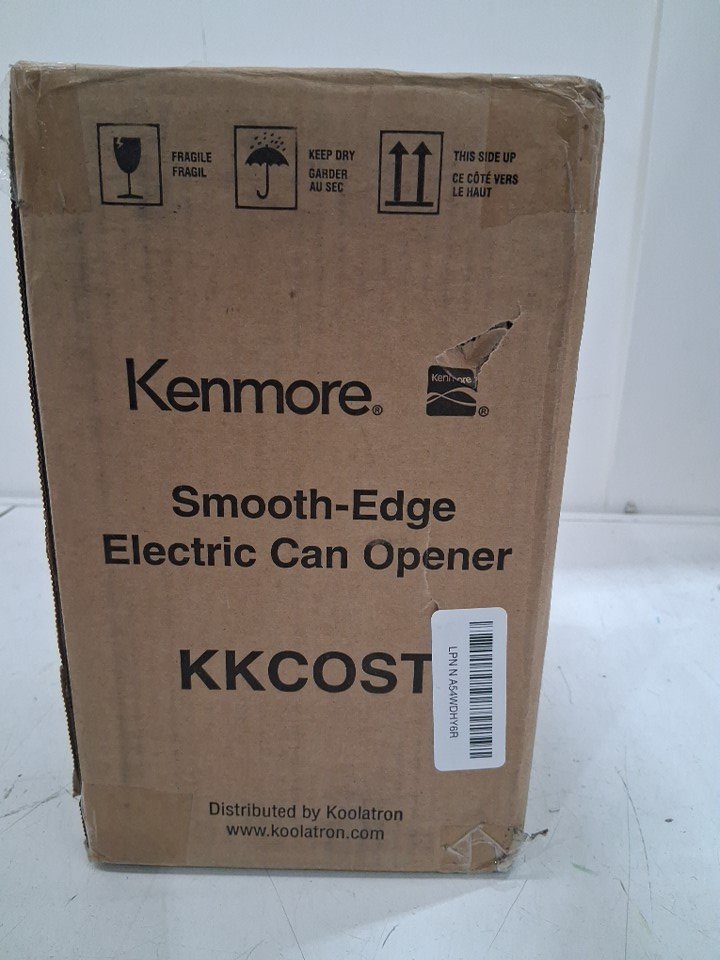 FRAGILE
FRAGIL
KEEP DRY
GARDER
AU SEC
THIS SIDE UP
CE CÔTÉ VERS
LE HAUT
Kenmore®
Kenmore®
Smooth-Edge
Electric Can Opener
KKCOST
LPN N A54WDHY6R
Distributed by Koolatron
www.koolatron.com